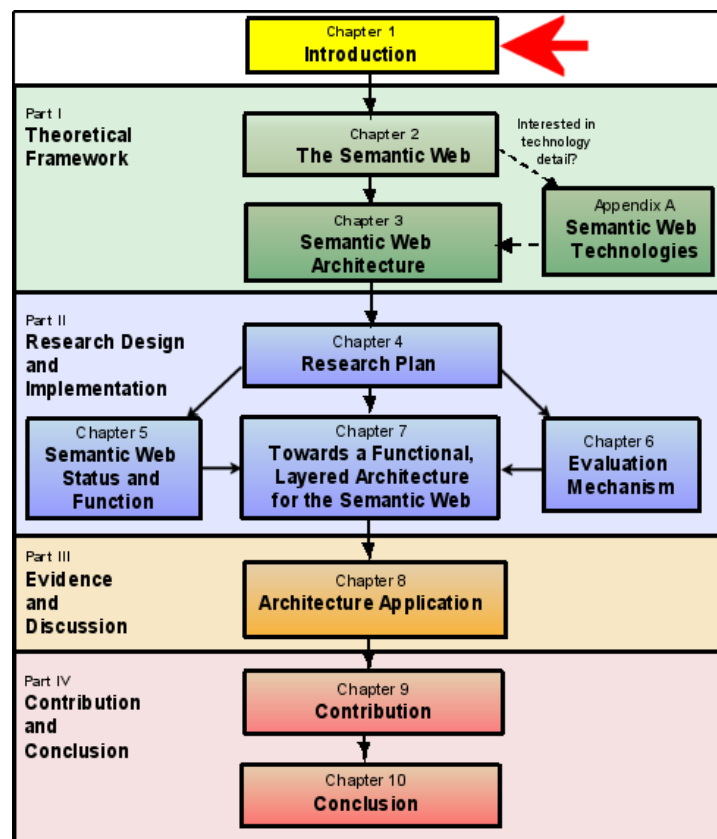 Chapter 1
Introduction
Part I
Theoretical
Framework
Chapter 2
The Semantic Web
Interested in
technology
detail?
Appendix A
Semantic Web
Technologies
Chapter 3
Semantic Web
Architecture
Part II
Research Design
and
Implementation
Chapter 4
Research Plan
Chapter 5
Semantic Web
Status and
Function
Chapter 7
Towards a Functional,
Layered Architecture
for the Semantic Web
Chapter 6
Evaluation
Mechanism
Part III
Evidence
and
Discussion
Chapter 8
Architecture Application
Part IV
Contribution
and
Conclusion
Chapter 9
Contribution
Chapter 10
Conclusion